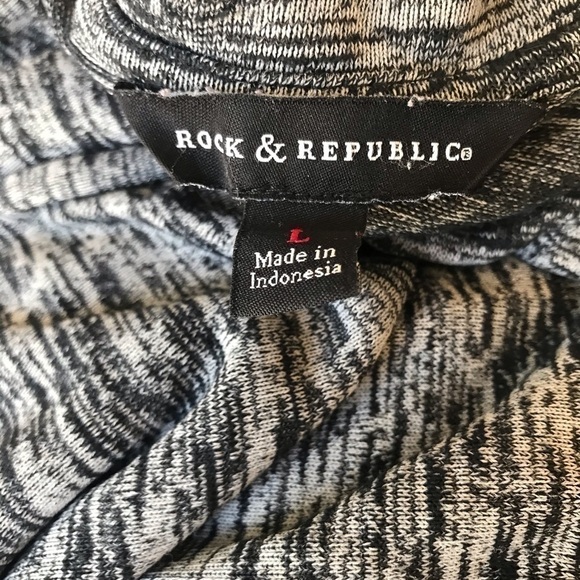 ROCK & REPUBLIC®
L
Made in
Indonesia